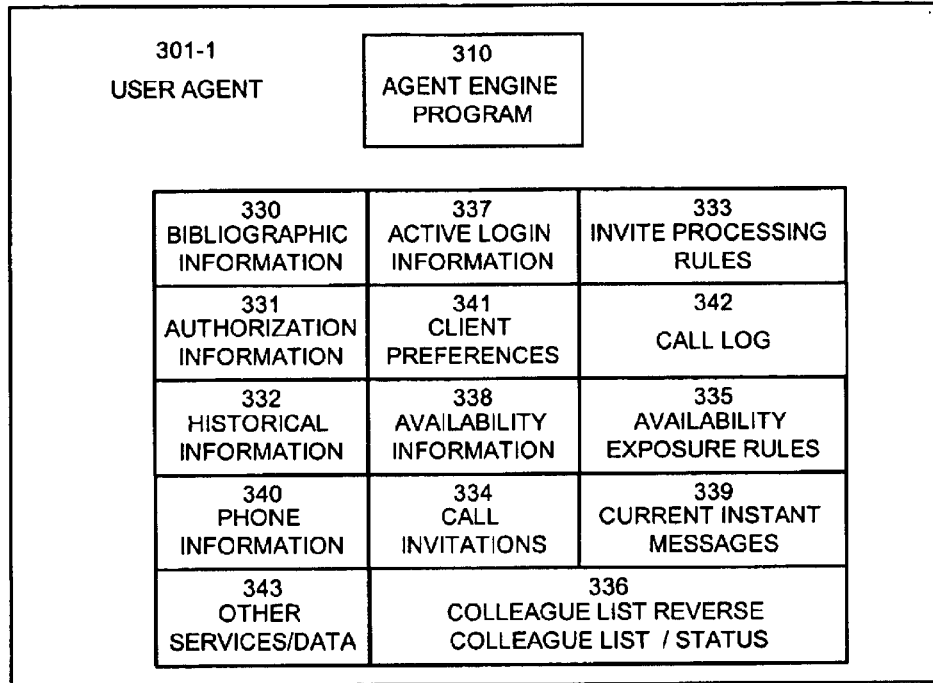 301-1
USER AGENT
310
AGENT ENGINE
PROGRAM
330
BIBLIOGRAPHIC
INFORMATION
337
ACTIVE LOGIN
INFORMATION
333
INVITE PROCESSING
RULES
331
AUTHORIZATION
INFORMATION
341
CLIENT
PREFERENCES
342
CALL LOG
332
HISTORICAL
INFORMATION
338
AVAILABILITY
INFORMATION
335
AVAILABILITY
EXPOSURE RULES
340
PHONE
INFORMATION
334
CALL
INVITATIONS
339
CURRENT INSTANT
MESSAGES
343
OTHER
SERVICES/DATA
336
COLLEAGUE LIST REVERSE
COLLEAGUE LIST / STATUS